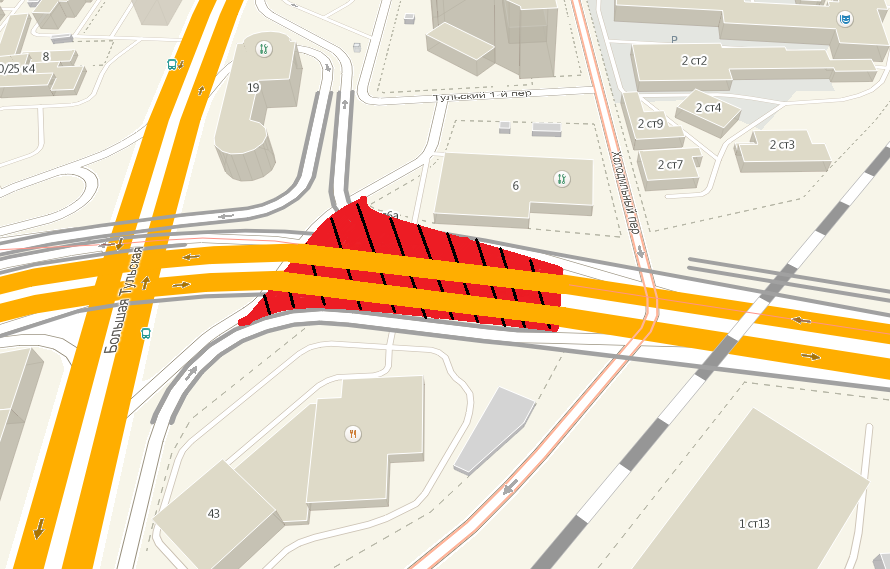 8
0/25 к4
19
P
2 ст2
2 ст4
2 ст9
2 ст3
2 ст7
Тульский 1-й пер
Холодильный пер
6
6а
Большая Тульская
43
1 ст13